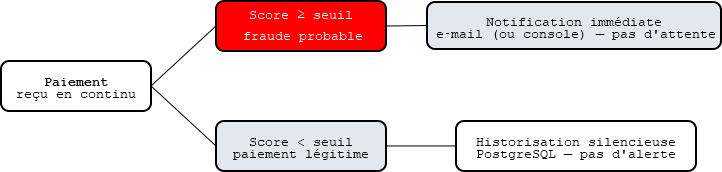 Paiement
reçu en continu
Score ≥ seuil
fraude probable
Notification immédiate
e-mail (ou console) — pas d'attente
Score < seuil
paiement légitime
Historisation silencieuse
PostgreSQL — pas d'alerte